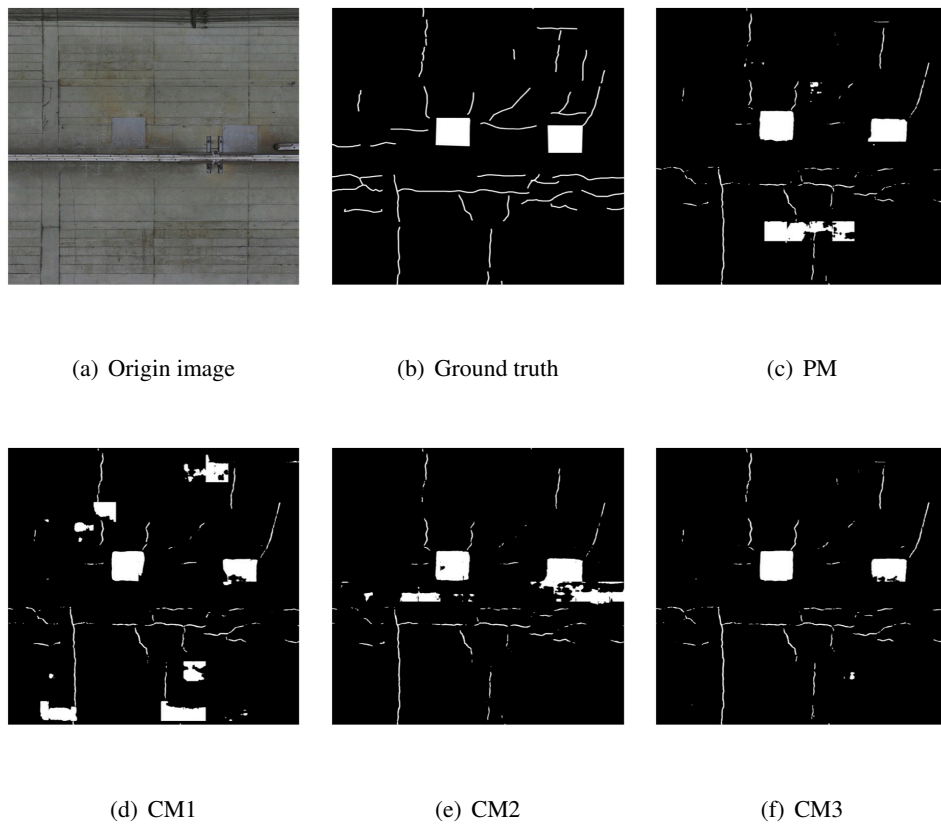 (a) Origin image
(b) Ground truth
(c) PM
(d) CM1
(e) CM2
(f) CM3